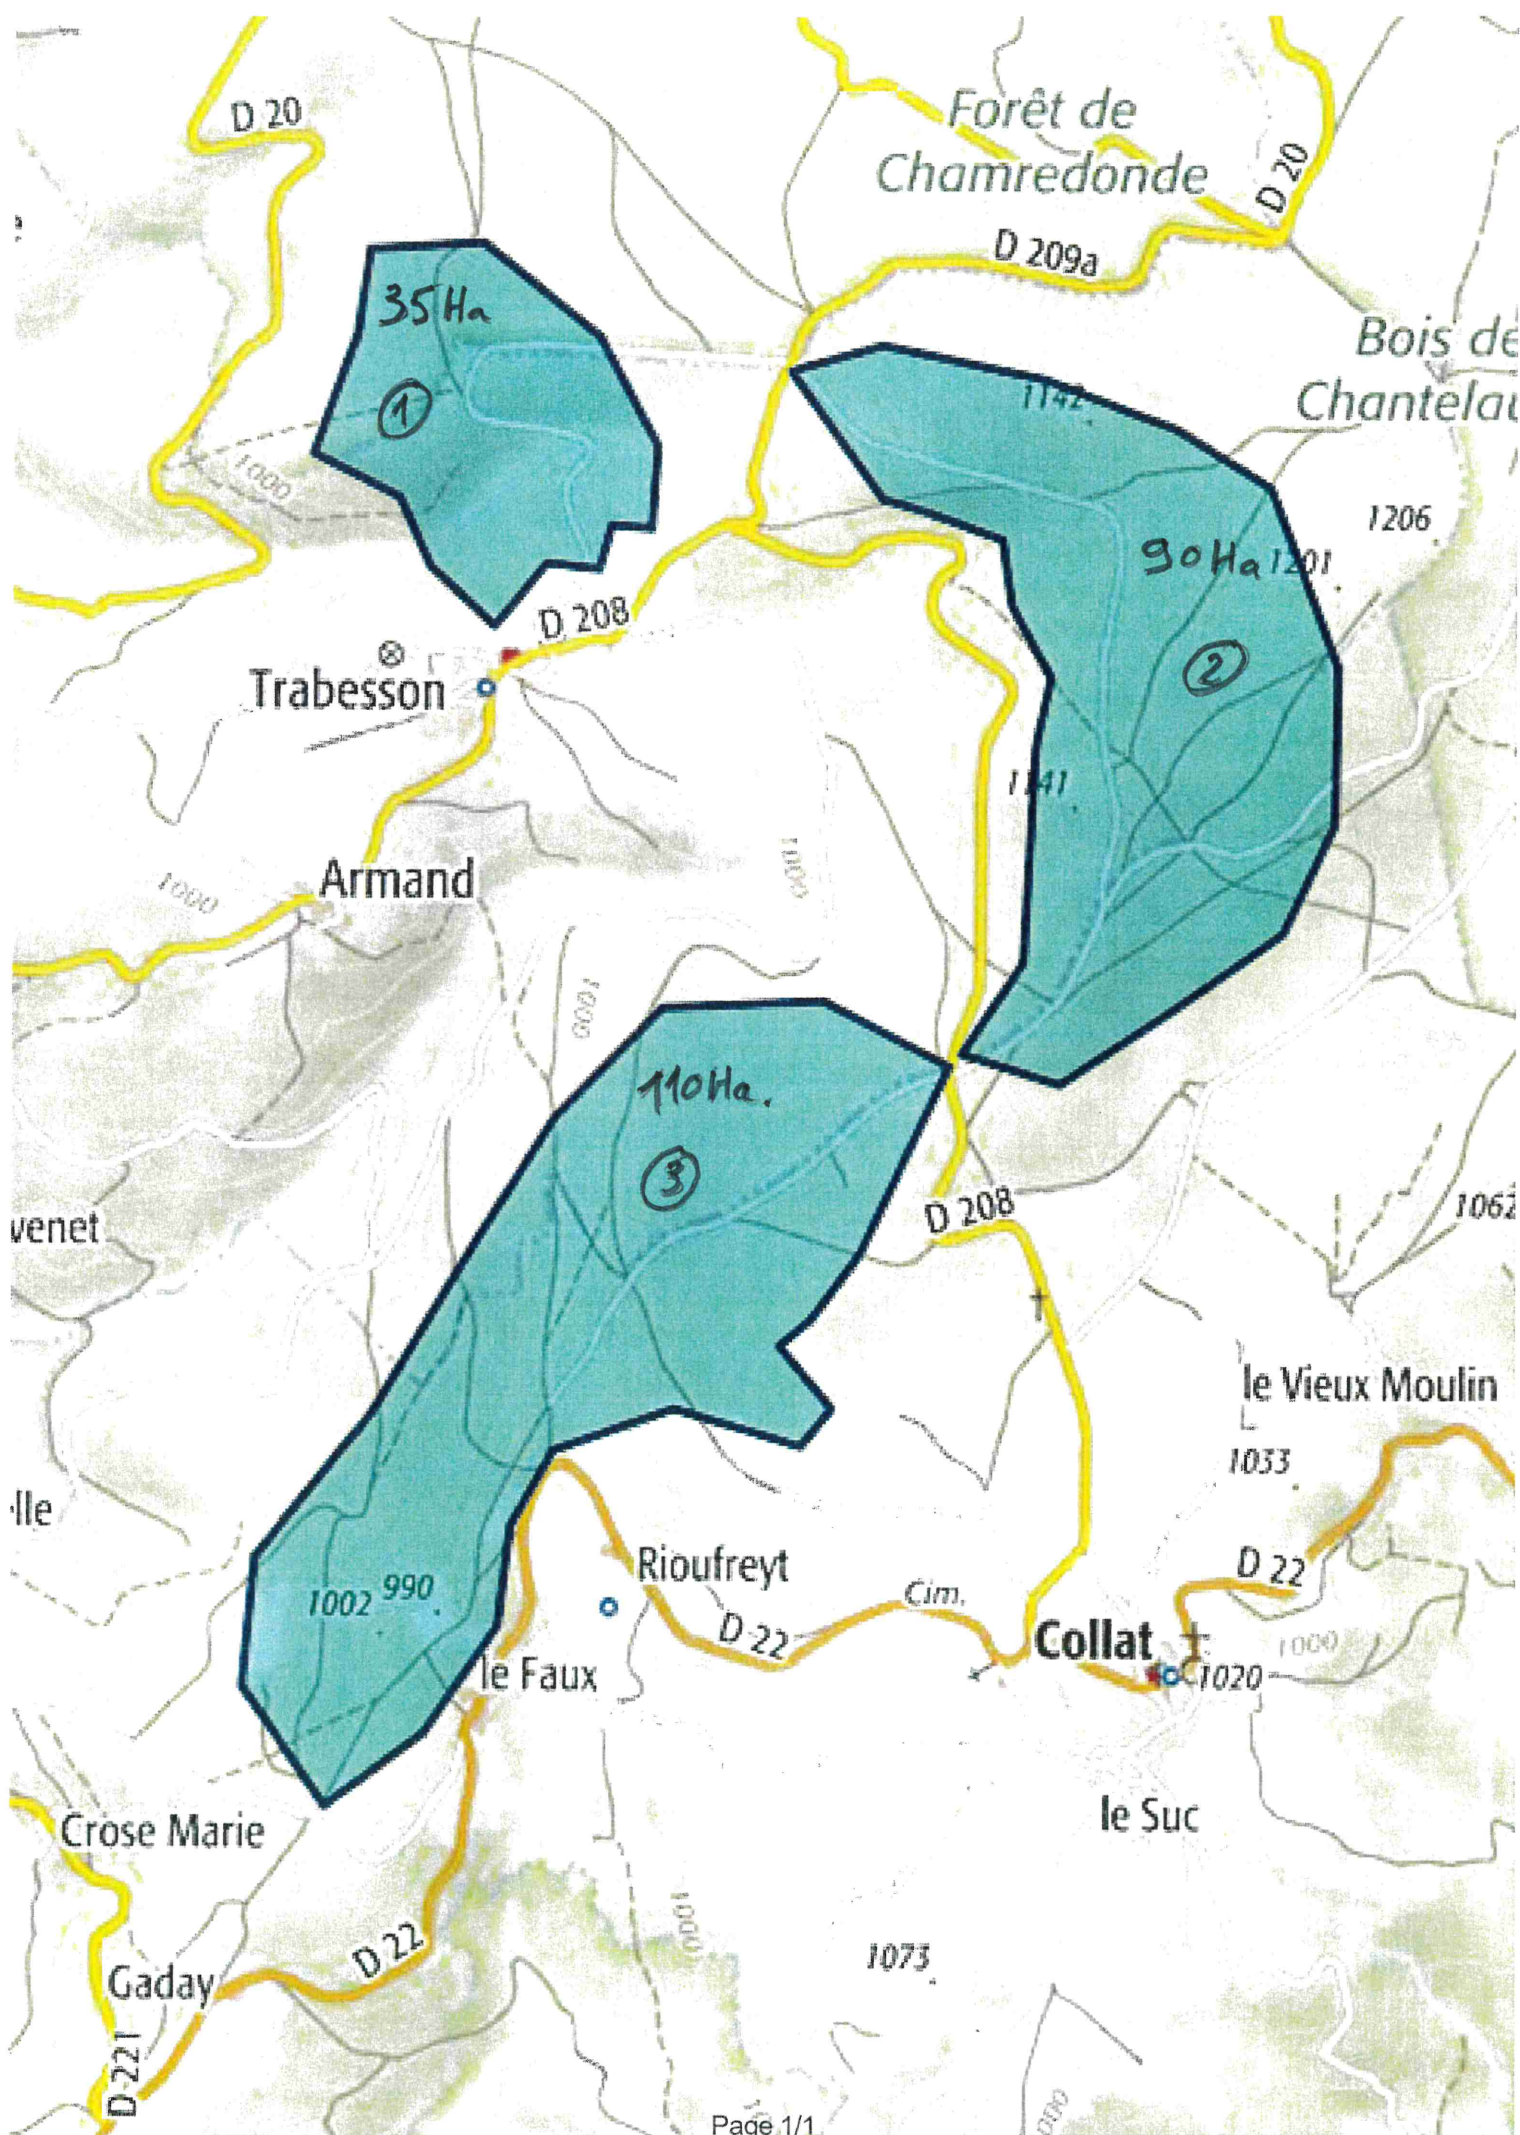 D 20
Forêt de
Chamredonde
D 20
D 209a
35 Ha
Bois de
Chantelau
1142
1
1000
1206
90 Ha
1201
D 208
2
Trabesson
1141
1000
Armand
1000
1000
110 Ha.
3
venet
D 208
1062
le Vieux Moulin
1033
lle
Rioufreyt
D 22
1002
990
Cim.
D 22
Collat
1000
le Faux
1020
Crose Marie
le Suc
1000
D 22
1073
Gaday
D 221
Page 1/1